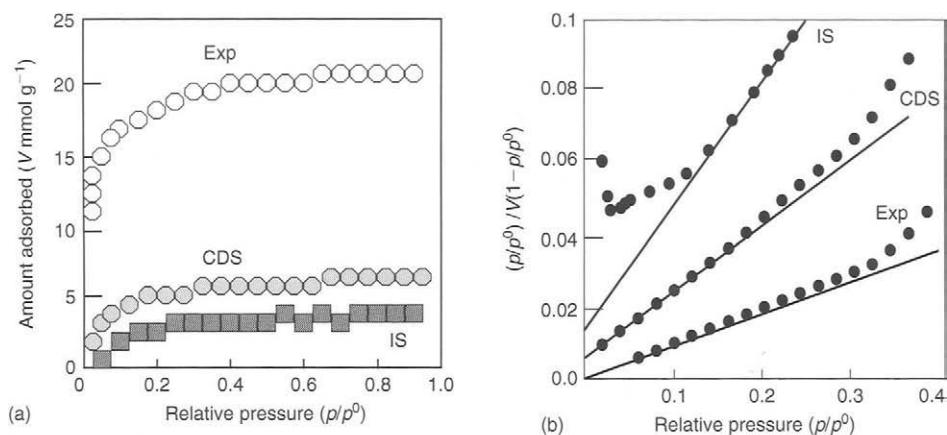 25
20
15
10
5
0
Amount adsorbed (V mmol g⁻¹)
Exp
CDS
IS
0.2 0.4 0.6 0.8 1.0
Relative pressure (p/p⁰)
(a)
0.1
0.08
0.06
0.04
0.02
0.0
(p/p⁰) /V(1−p/p⁰)
IS
CDS
Exp
0.1 0.2 0.3 0.4
Relative pressure (p/p⁰)
(b)